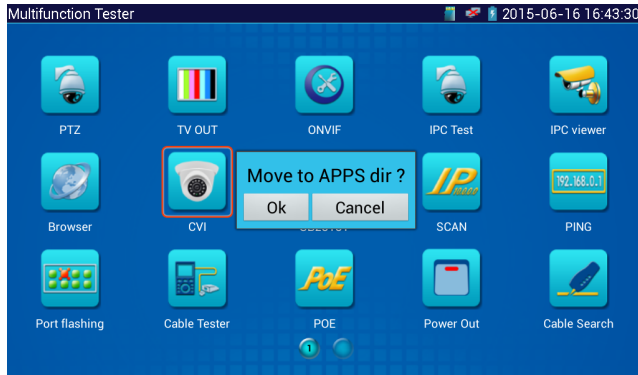 Multifunction Tester 2015-06-16 16:43:30
PTZ TV OUT ONVIF IPC Test IPC viewer
Move to APPS dir ?
Ok Cancel
IP
192.168.0.1
Browser CVI SCAN PING
PoE
Port flashing Cable Tester POE Power Out Cable Search
1